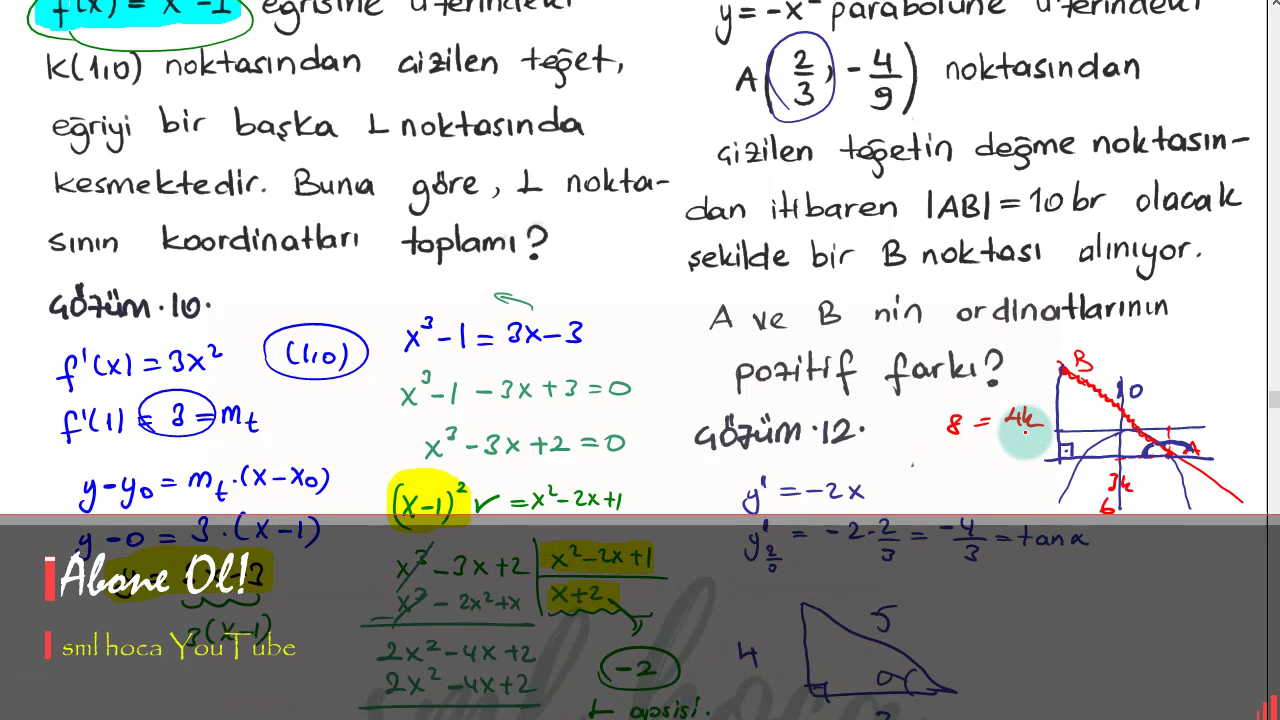 f(x) = x³-1 eğrisine üzerindeki
K(1,0) noktasından çizilen teğet,
eğriyi bir başka L noktasında
kesmektedir. Buna göre, L nokta-
sının koordinatları toplamı?
Çözüm.10.
f'(x) = 3x²
(1,0)
f'(1) = 3 = mt
y-y0 = mt.(x-x0)
y-0 = 3.(x-1)
3(x-1)
x³-1 = 3x-3
x³-1-3x+3=0
x³-3x+2=0
(x-1)² ✓ = x²-2x+1
x³-3x+2
x²-2x+1
x³-2x²+x
x+2
2x²-4x+2
2x²-4x+2
-2
L apsisi.
y=-x² parabolüne üzerindeki
A(2/3, -4/9) noktasından
çizilen teğetin değme noktasın-
dan itibaren |AB|=10br olacak
şekilde bir B noktası alınıyor.
A ve B nin ordinatlarının
pozitif farkı?
Çözüm.12.
8 = 4k
B
0
A
3k
6
y' = -2x
= -2.2/3 = -4/3 = tanα
5
4
α
Abone Ol!
sml hoca YouTube